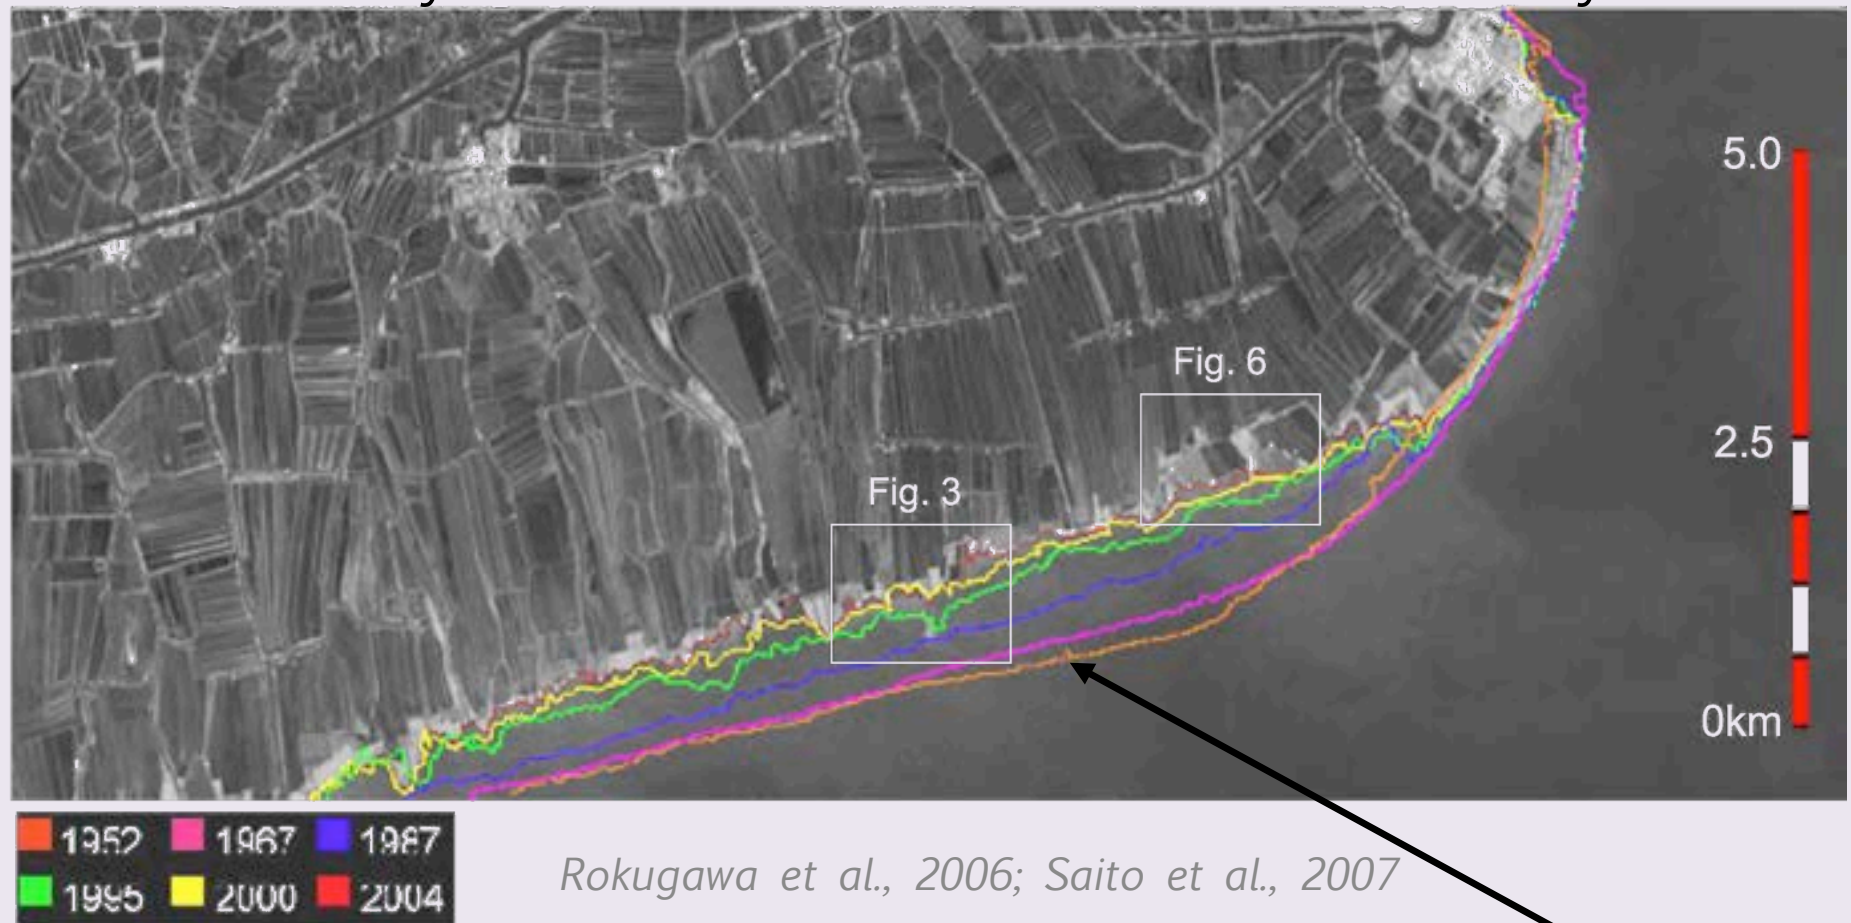 5.0
Fig. 6
2.5
Fig. 3
0km
1952 1967 1987
1995 2000 2004
Rokugawa et al., 2006; Saito et al., 2007